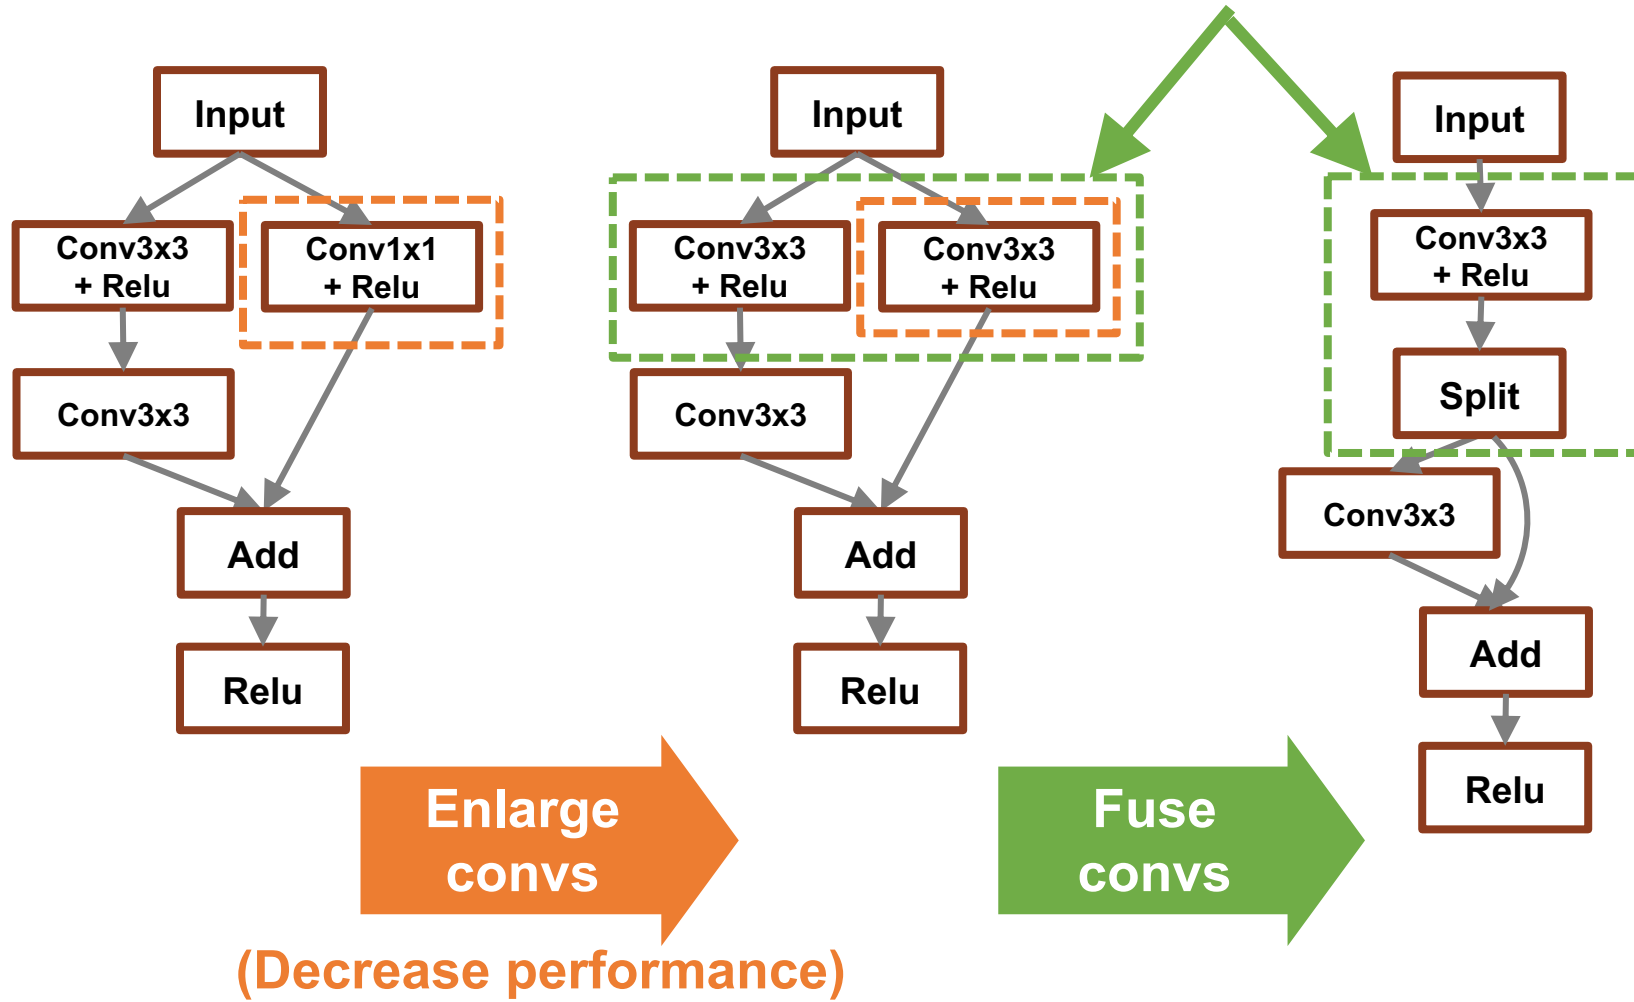 Input
Conv3x3
+ Relu
Conv1x1
+ Relu
Conv3x3
Add
Relu
Input
Conv3x3
+ Relu
Conv3x3
+ Relu
Conv3x3
Add
Relu
Input
Conv3x3
+ Relu
Split
Conv3x3
Add
Relu
Enlarge
convs
(Decrease performance)
Fuse
convs